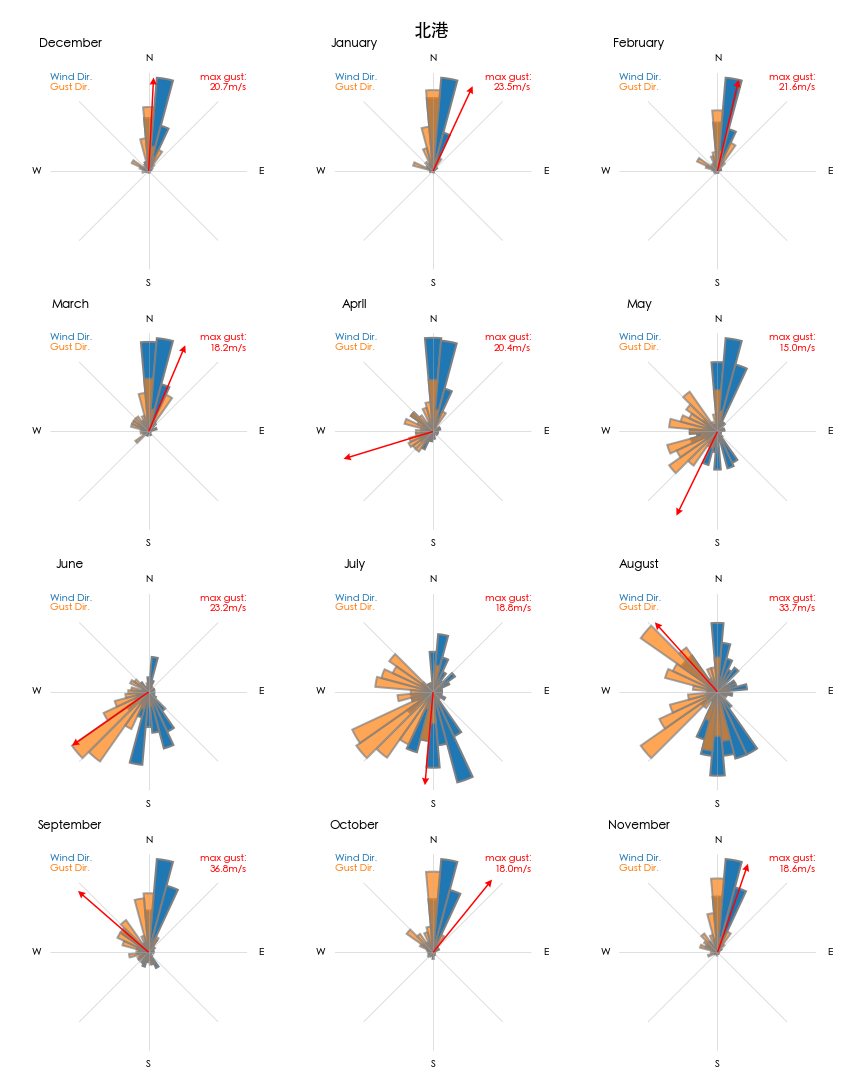 北港
December
N
Wind Dir.
Gust Dir.
max gust:
20.7m/s
W
E
S
January
N
Wind Dir.
Gust Dir.
max gust:
23.5m/s
W
E
S
February
N
Wind Dir.
Gust Dir.
max gust:
21.6m/s
W
E
S
March
N
Wind Dir.
Gust Dir.
max gust:
18.2m/s
W
E
S
April
N
Wind Dir.
Gust Dir.
max gust:
20.4m/s
W
E
S
May
N
Wind Dir.
Gust Dir.
max gust:
15.0m/s
W
E
S
June
N
Wind Dir.
Gust Dir.
max gust:
23.2m/s
W
E
S
July
N
Wind Dir.
Gust Dir.
max gust:
18.8m/s
W
E
S
August
N
Wind Dir.
Gust Dir.
max gust:
33.7m/s
W
E
S
September
N
Wind Dir.
Gust Dir.
max gust:
36.8m/s
W
E
S
October
N
Wind Dir.
Gust Dir.
max gust:
18.0m/s
W
E
S
November
N
Wind Dir.
Gust Dir.
max gust:
18.6m/s
W
E
S